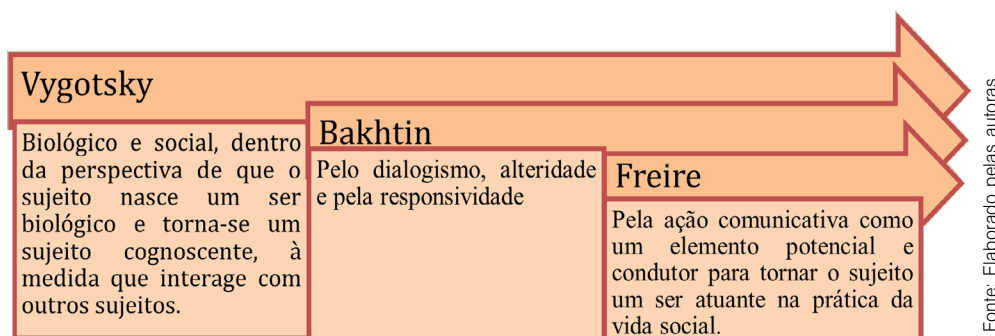 Vygotsky
Biológico e social, dentro
da perspectiva de que o
sujeito nasce um ser
biológico e torna-se um
sujeito cognoscente, à
medida que interage com
outros sujeitos.
Bakhtin
Pelo dialogismo, alteridade
e pela responsividade
Freire
Pela ação comunicativa como
um elemento potencial e
condutor para tornar o sujeito
um ser atuante na prática da
vida social.
Fonte: Elaborado pelas autoras